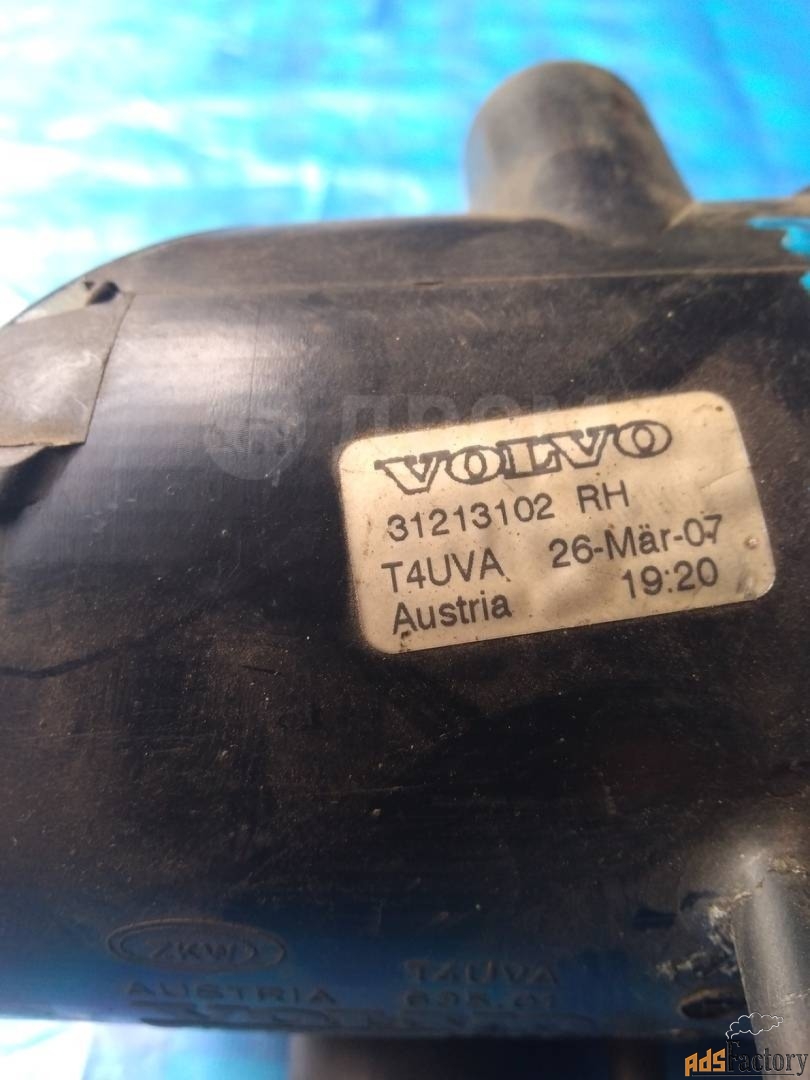 VOLVO
31213102 RH
T4UVA 26-Mär-07
Austria 19:20
ZKW T4UVA
AUSTRIA
adsFactory